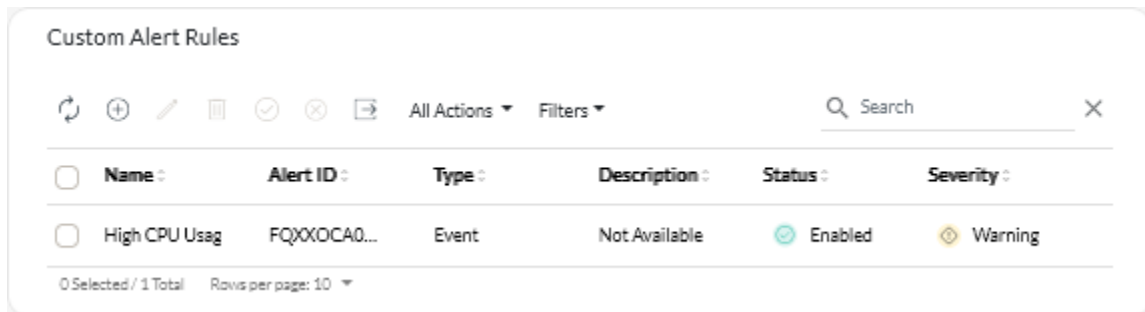 Custom Alert Rules
All Actions Filters Search
Name Alert ID Type Description Status Severity
High CPU Usag FQXXOCA0... Event Not Available Enabled Warning
0 Selected / 1 Total Rows per page: 10